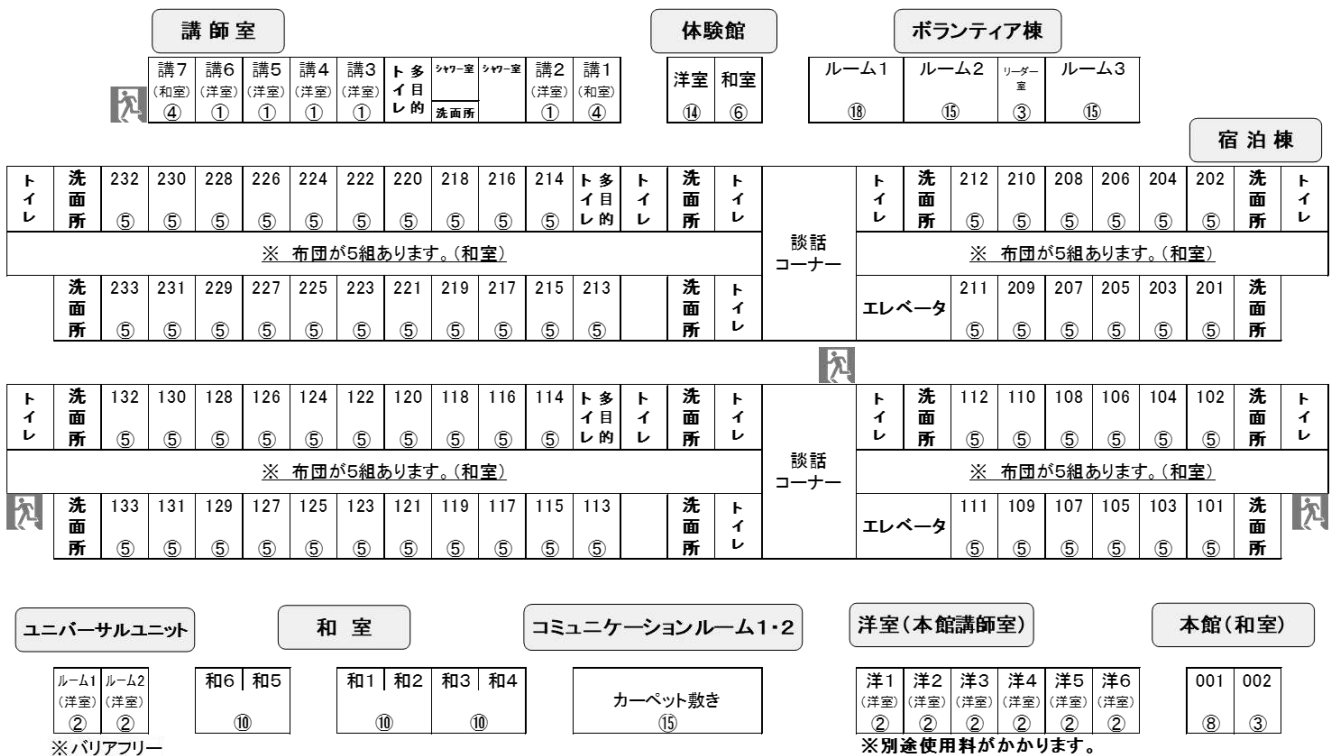 講師室
体験館
ボランティア棟
講7 講6 講5 講4 講3 多目的トイレ シャワー室 シャワー室 講2 講1
(和室) (洋室) (洋室) (洋室) (洋室) 洗面所 (洋室) (和室)
④ ① ① ① ① ① ④
洋室 和室
⑭ ⑥
ルーム1 ルーム2 リーダー室 ルーム3
⑱ ⑮ ③ ⑮
宿泊棟
トイレ 洗面所 232 230 228 226 224 222 220 218 216 214 多目的トイレ トイレ 洗面所 トイレ
⑤ ⑤ ⑤ ⑤ ⑤ ⑤ ⑤ ⑤ ⑤ ⑤
※ 布団が5組あります。(和室)
洗面所 233 231 229 227 225 223 221 219 217 215 213 洗面所 トイレ
⑤ ⑤ ⑤ ⑤ ⑤ ⑤ ⑤ ⑤ ⑤ ⑤ ⑤
談話
コーナー
トイレ 洗面所 212 210 208 206 204 202 洗面所 トイレ
⑤ ⑤ ⑤ ⑤ ⑤ ⑤
※ 布団が5組あります。(和室)
エレベータ 211 209 207 205 203 201 洗面所
⑤ ⑤ ⑤ ⑤ ⑤ ⑤
トイレ 洗面所 132 130 128 126 124 122 120 118 116 114 多目的トイレ トイレ 洗面所 トイレ
⑤ ⑤ ⑤ ⑤ ⑤ ⑤ ⑤ ⑤ ⑤ ⑤
※ 布団が5組あります。(和室)
洗面所 133 131 129 127 125 123 121 119 117 115 113 洗面所 トイレ
⑤ ⑤ ⑤ ⑤ ⑤ ⑤ ⑤ ⑤ ⑤ ⑤ ⑤
談話
コーナー
トイレ 洗面所 112 110 108 106 104 102 洗面所 トイレ
⑤ ⑤ ⑤ ⑤ ⑤ ⑤
※ 布団が5組あります。(和室)
エレベータ 111 109 107 105 103 101 洗面所
⑤ ⑤ ⑤ ⑤ ⑤ ⑤
ユニバーサルユニット
ルーム1 ルーム2
(洋室) (洋室)
② ②
※バリアフリー
和室
和6 和5
⑩
和1 和2 和3 和4
⑩ ⑩
コミュニケーションルーム1・2
カーペット敷き
⑮
洋室(本館講師室)
洋1 洋2 洋3 洋4 洋5 洋6
(洋室) (洋室) (洋室) (洋室) (洋室) (洋室)
② ② ② ② ② ②
※別途使用料がかかります。
本館(和室)
001 002
⑧ ③